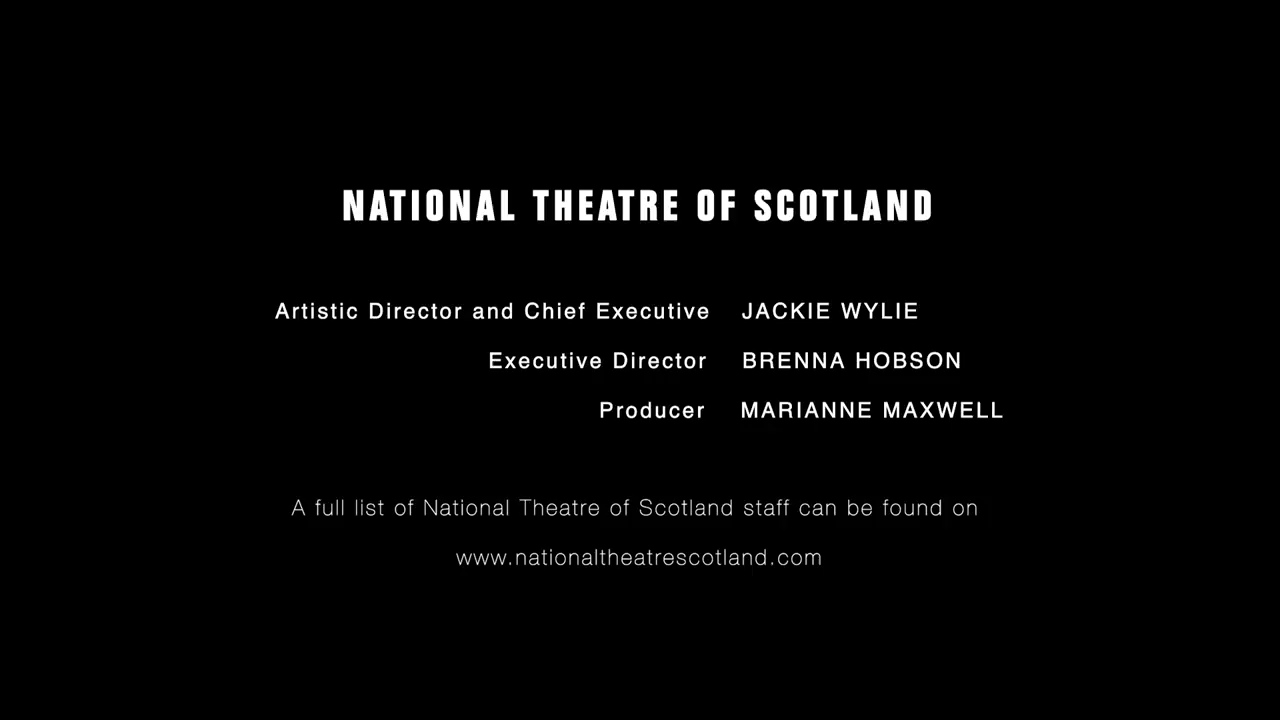 NATIONAL THEATRE OF SCOTLAND
Artistic Director and Chief Executive JACKIE WYLIE
Executive Director BRENNA HOBSON
Producer MARIANNE MAXWELL
A full list of National Theatre of Scotland staff can be found on
www.nationaltheatrescotland.com